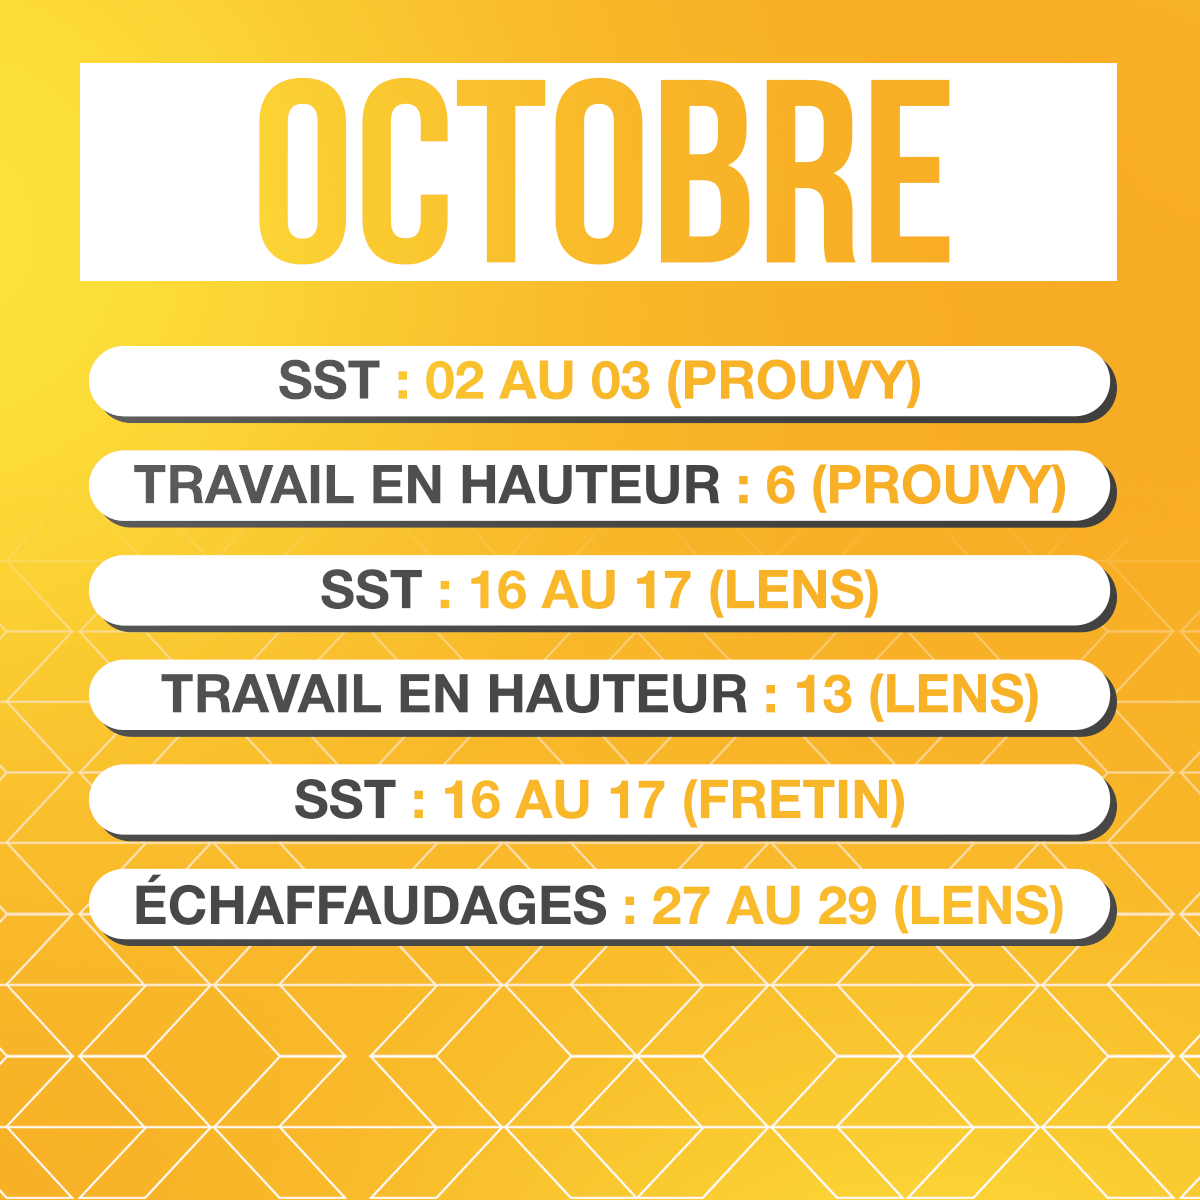 OCTOBRE
SST : 02 AU 03 (PROUVY)
TRAVAIL EN HAUTEUR : 6 (PROUVY)
SST : 16 AU 17 (LENS)
TRAVAIL EN HAUTEUR : 13 (LENS)
SST : 16 AU 17 (FRETIN)
ÉCHAFFAUDAGES : 27 AU 29 (LENS)